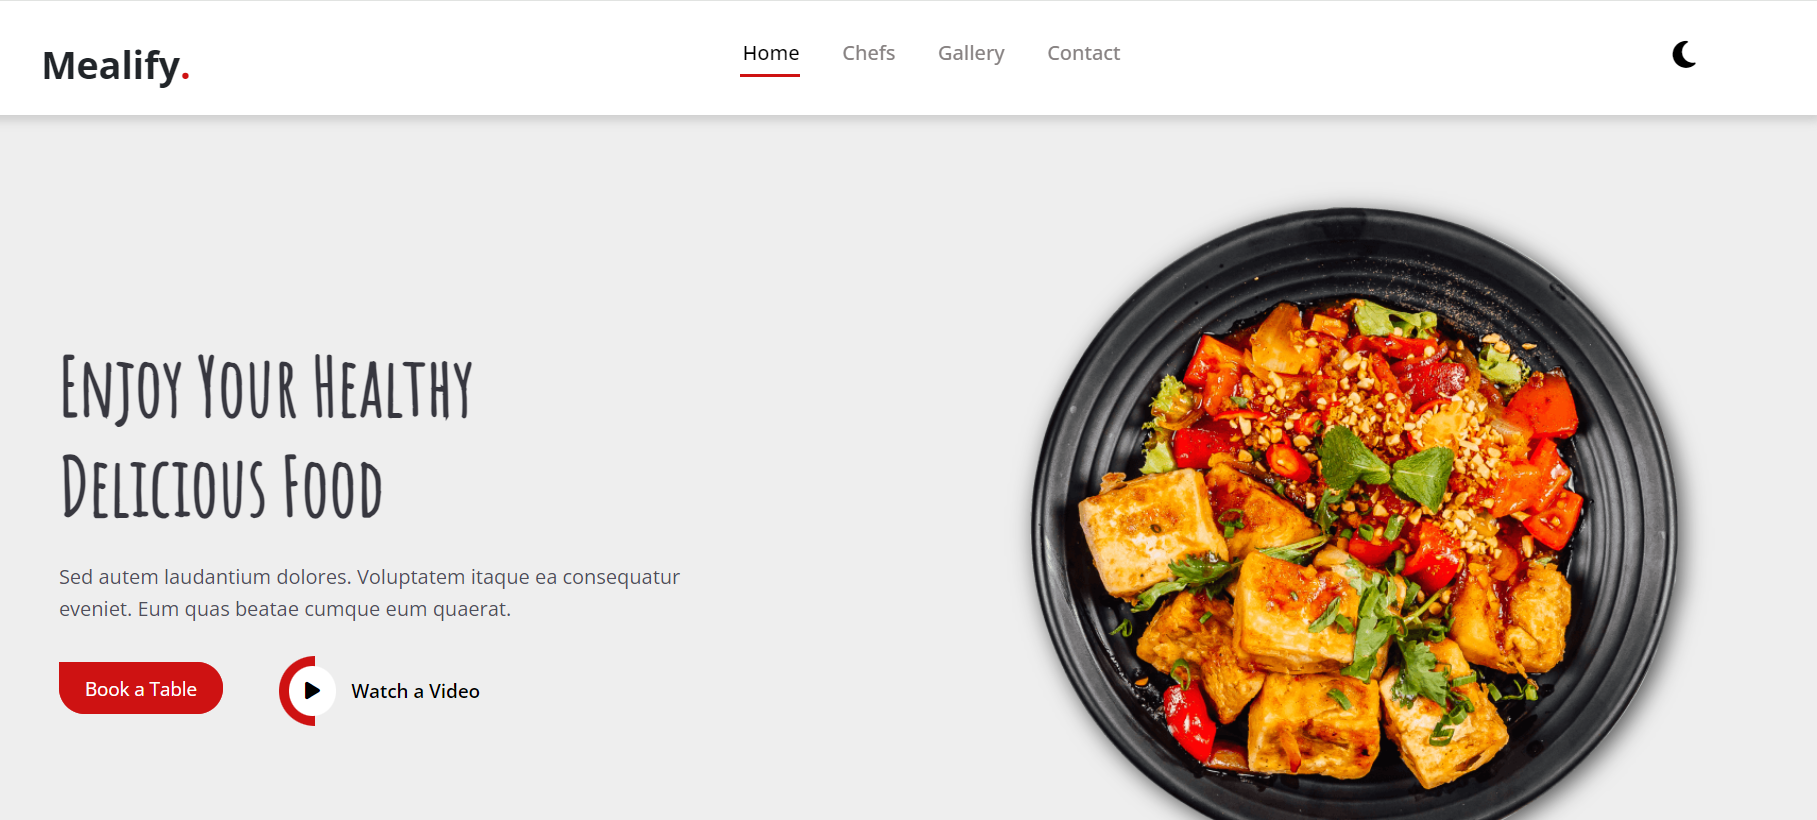 Mealify.
Home Chefs Gallery Contact
Enjoy Your Healthy
Delicious Food
Sed autem laudantium dolores. Voluptatem itaque ea consequatur
eveniet. Eum quas beatae cumque eum quaerat.
Book a Table
Watch a Video